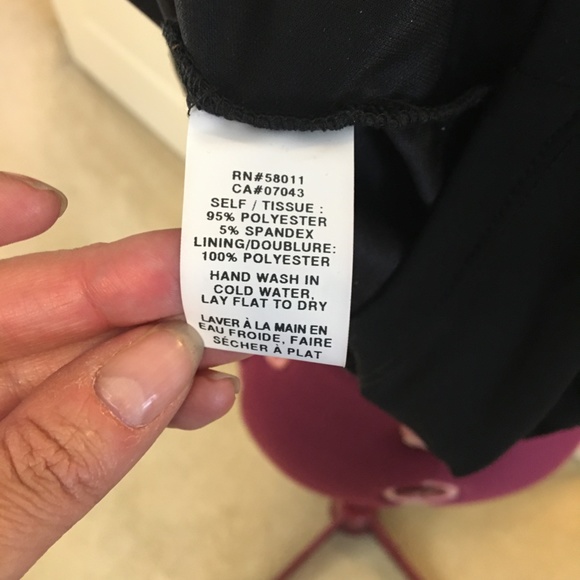 RN#58011
CA#07043
SELF / TISSUE :
95% POLYESTER
5% SPANDEX
LINING/DOUBLURE:
100% POLYESTER
HAND WASH IN
COLD WATER,
LAY FLAT TO DRY
LAVER À LA MAIN EN
EAU FROIDE, FAIRE
SÉCHER À PLAT